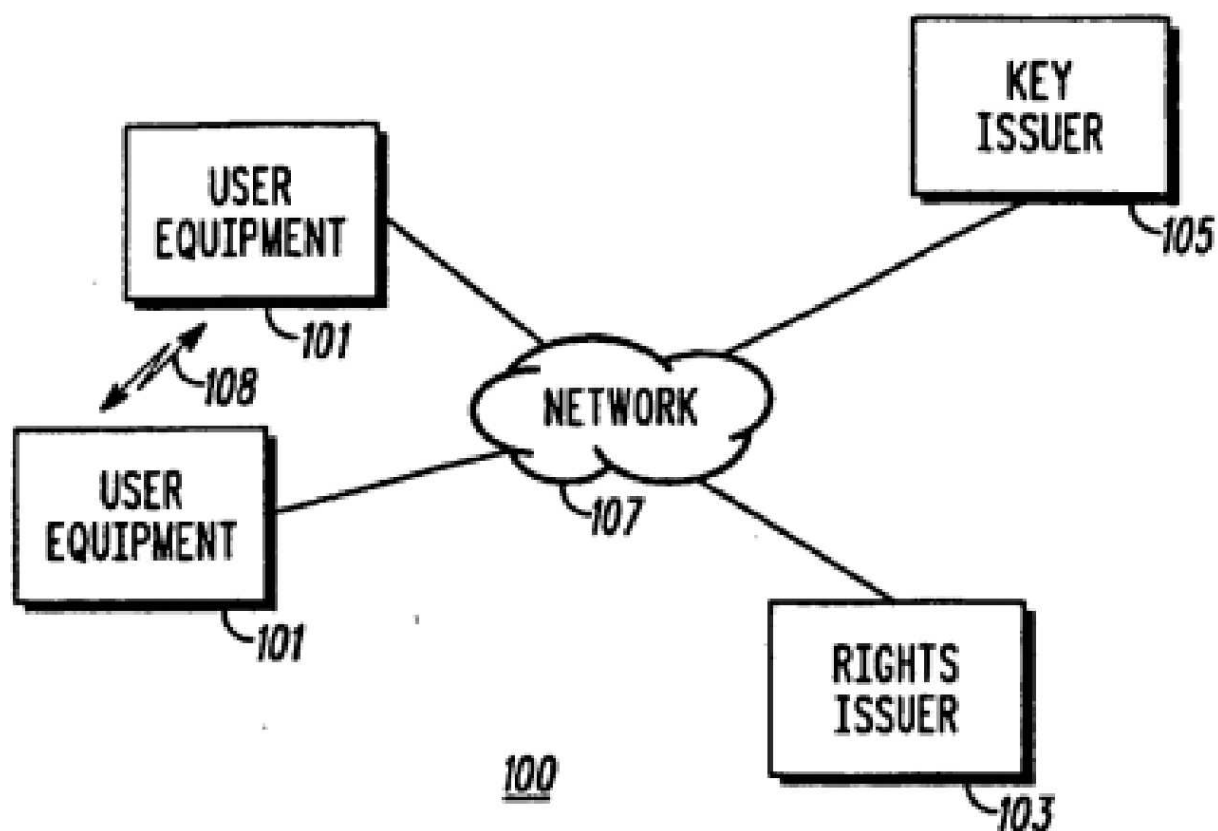 KEY
ISSUER
105
USER
EQUIPMENT
101
108
NETWORK
107
USER
EQUIPMENT
101
RIGHTS
ISSUER
103
100